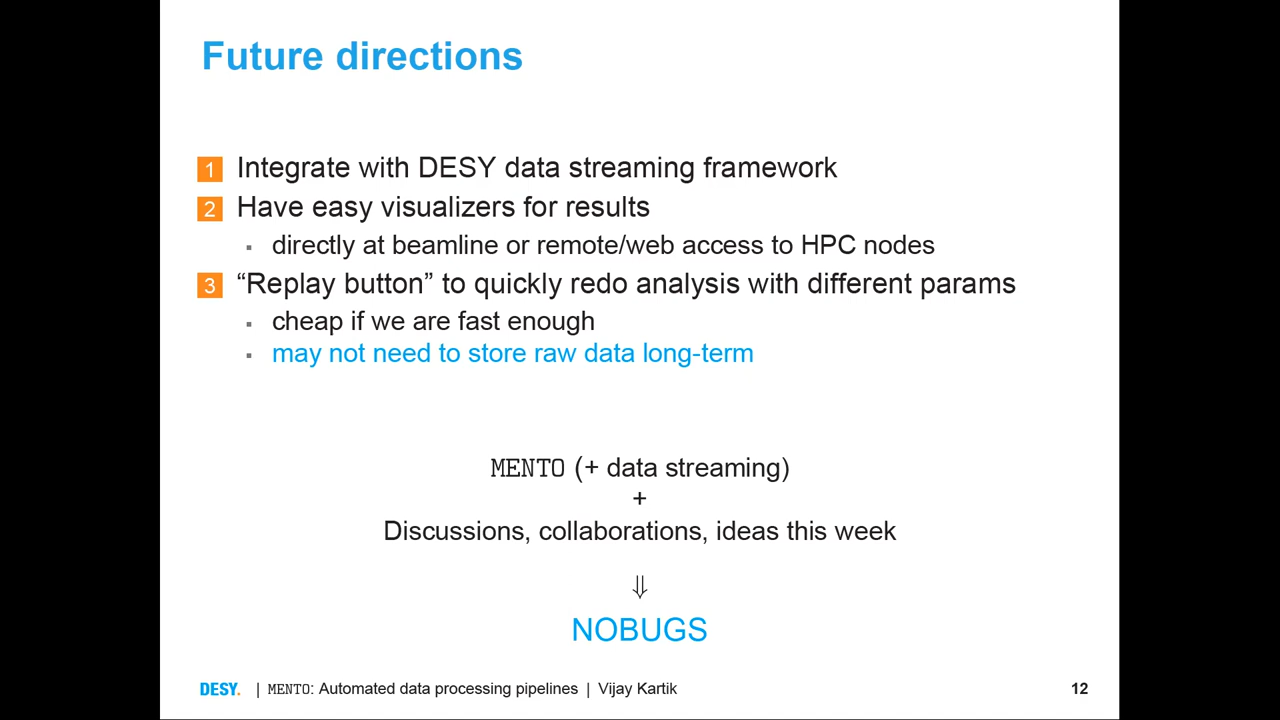 Future directions
1 Integrate with DESY data streaming framework
2 Have easy visualizers for results
▪ directly at beamline or remote/web access to HPC nodes
3 “Replay button” to quickly redo analysis with different params
▪ cheap if we are fast enough
▪ may not need to store raw data long-term
MENTO (+ data streaming)
+
Discussions, collaborations, ideas this week
⇓
NOBUGS
DESY. | MENTO: Automated data processing pipelines | Vijay Kartik 12